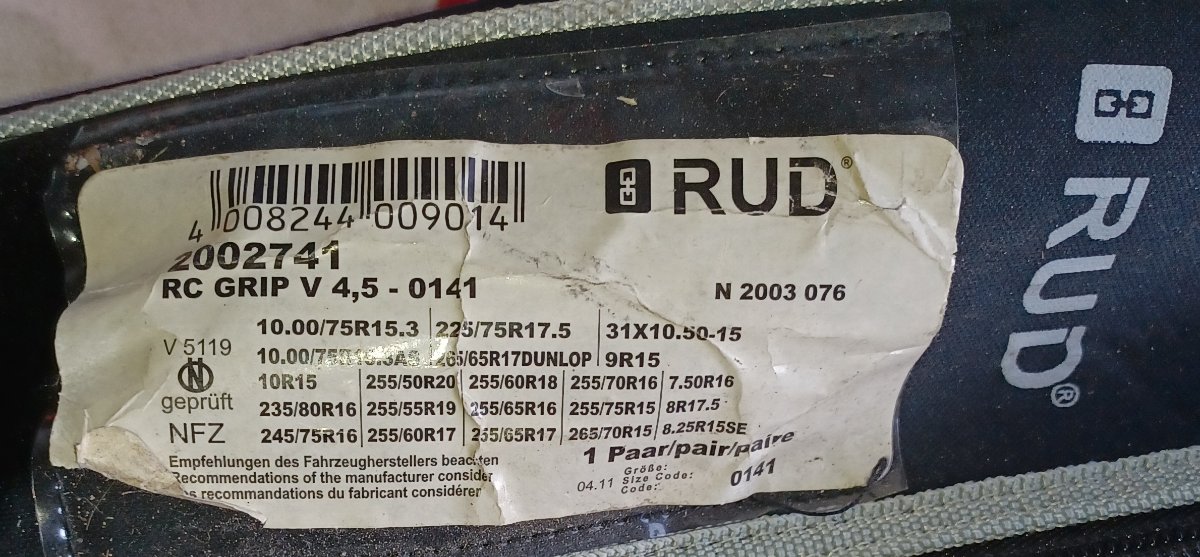 4 008244 009014
RUD®
2002741
RC GRIP V 4,5 - 0141
N 2003 076
V 5119
N
geprüft
NFZ
10.00/75R15.3 225/75R17.5 31X10.50-15
265/65R17DUNLOP 9R15
10R15 255/50R20 255/60R18 255/70R16 7.50R16
235/80R16 255/55R19 255/65R16 255/75R15 8R17.5
245/75R16 255/60R17 255/65R17 265/70R15 8.25R15SE
1 Paar/pair/paire
Empfehlungen des Fahrzeugherstellers beachten
Recommendations of the manufacturer consider
recommandations du fabricant considérer
04.11
Größe:
Size Code:
Code:
0141
RUD®